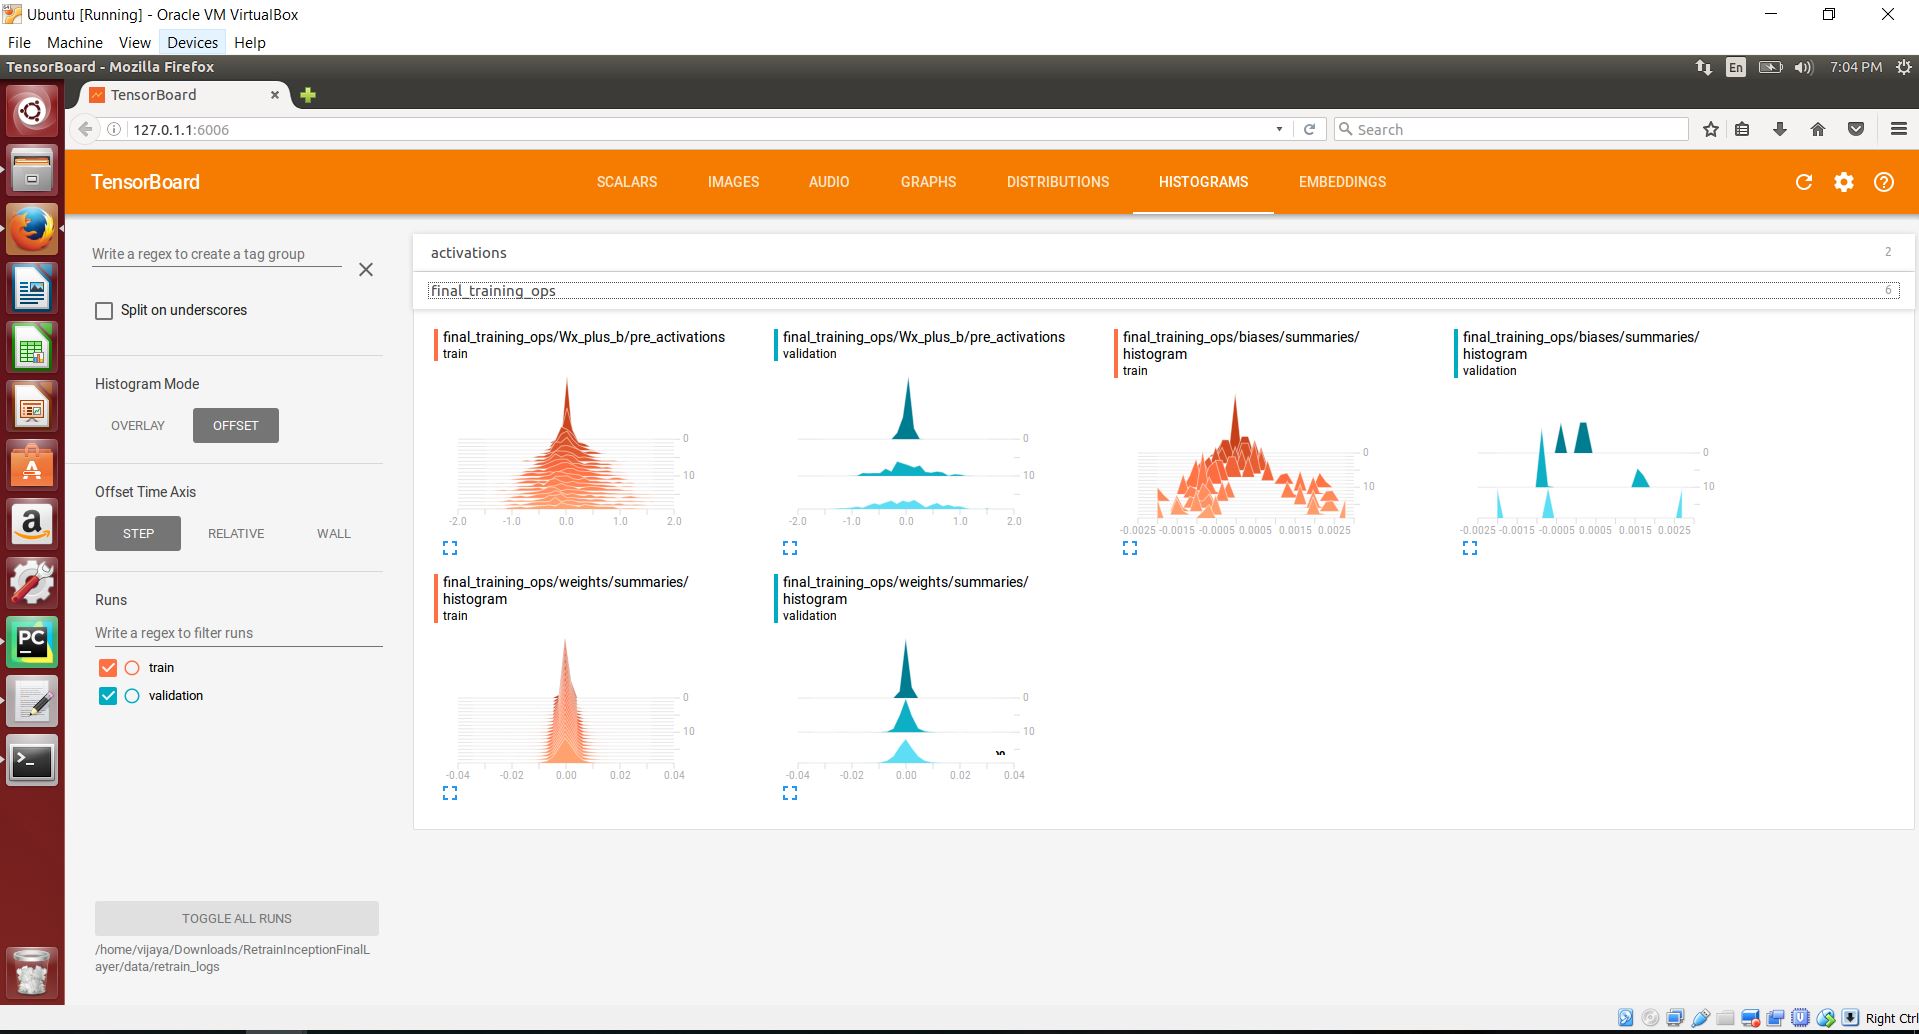 Ubuntu [Running] - Oracle VM VirtualBox
File Machine View Devices Help
TensorBoard - Mozilla Firefox
En 7:04 PM
TensorBoard
127.0.1.1:6006
Search
TensorBoard
SCALARS IMAGES AUDIO GRAPHS DISTRIBUTIONS HISTOGRAMS EMBEDDINGS
Write a regex to create a tag group
Split on underscores
Histogram Mode
OVERLAY OFFSET
Offset Time Axis
STEP RELATIVE WALL
Runs
Write a regex to filter runs
train
validation
TOGGLE ALL RUNS
/home/vijaya/Downloads/RetrainInceptionFinalL
ayer/data/retrain_logs
activations 2
final_training_ops 6
final_training_ops/Wx_plus_b/pre_activations
train
0
10
-2.0 -1.0 0.0 1.0 2.0
final_training_ops/Wx_plus_b/pre_activations
validation
0
10
-2.0 -1.0 0.0 1.0 2.0
final_training_ops/biases/summaries/
histogram
train
0
10
-0.0025 -0.0015 -0.0005 0.0005 0.0015 0.0025
final_training_ops/biases/summaries/
histogram
validation
0
10
-0.0025 -0.0015 -0.0005 0.0005 0.0015 0.0025
final_training_ops/weights/summaries/
histogram
train
0
10
-0.04 -0.02 0.00 0.02 0.04
final_training_ops/weights/summaries/
histogram
validation
0
10
-0.04 -0.02 0.00 0.02 0.04
PC
Right Ctrl